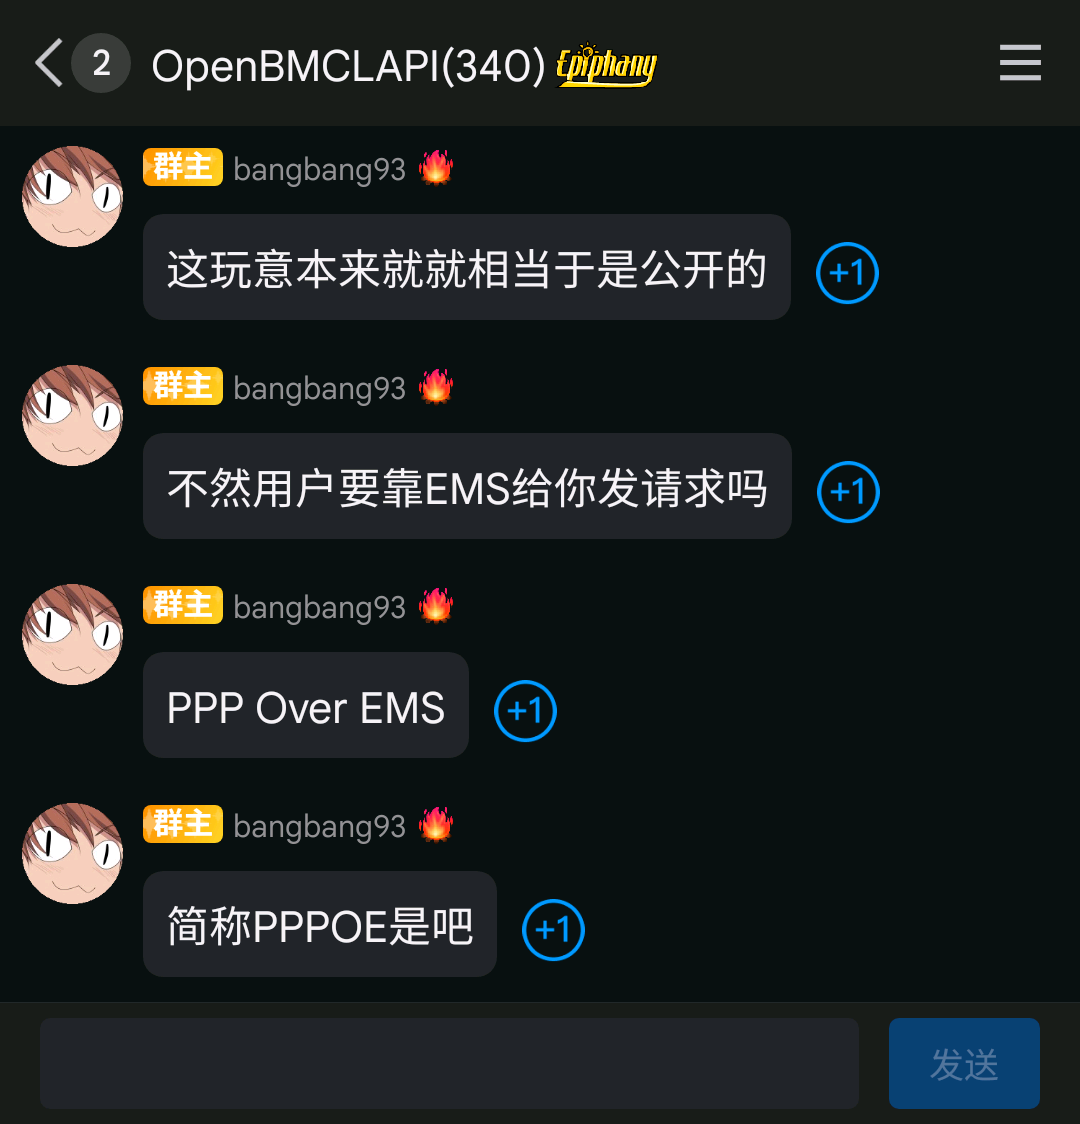 2
OpenBMCLAPI(340) Epiphany
群主 bangbang93
这玩意本来就就相当于是公开的
+1
群主 bangbang93
不然用户要靠EMS给你发请求吗
+1
群主 bangbang93
PPP Over EMS
+1
群主 bangbang93
简称PPPOE是吧
+1
发送